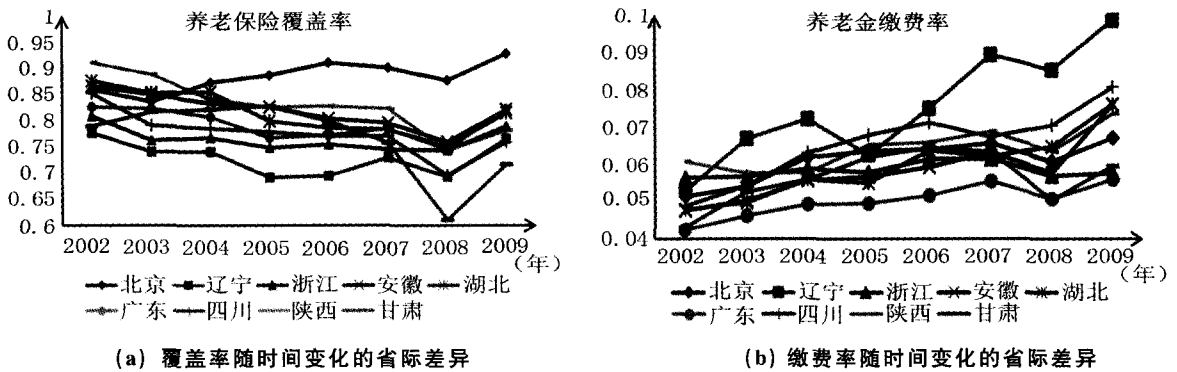 养老保险覆盖率
1
0.95
0.9
0.85
0.8
0.75
0.7
0.65
0.6
2002 2003 2004 2005 2006 2007 2008 2009
(年)
北京 辽宁 浙江 安徽 湖北
广东 四川 陕西 甘肃
(a) 覆盖率随时间变化的省际差异
养老金缴费率
0.1
0.09
0.08
0.07
0.06
0.05
0.04
2002 2003 2004 2005 2006 2007 2008 2009
(年)
北京 辽宁 浙江 安徽 湖北
广东 四川 陕西 甘肃
(b) 缴费率随时间变化的省际差异